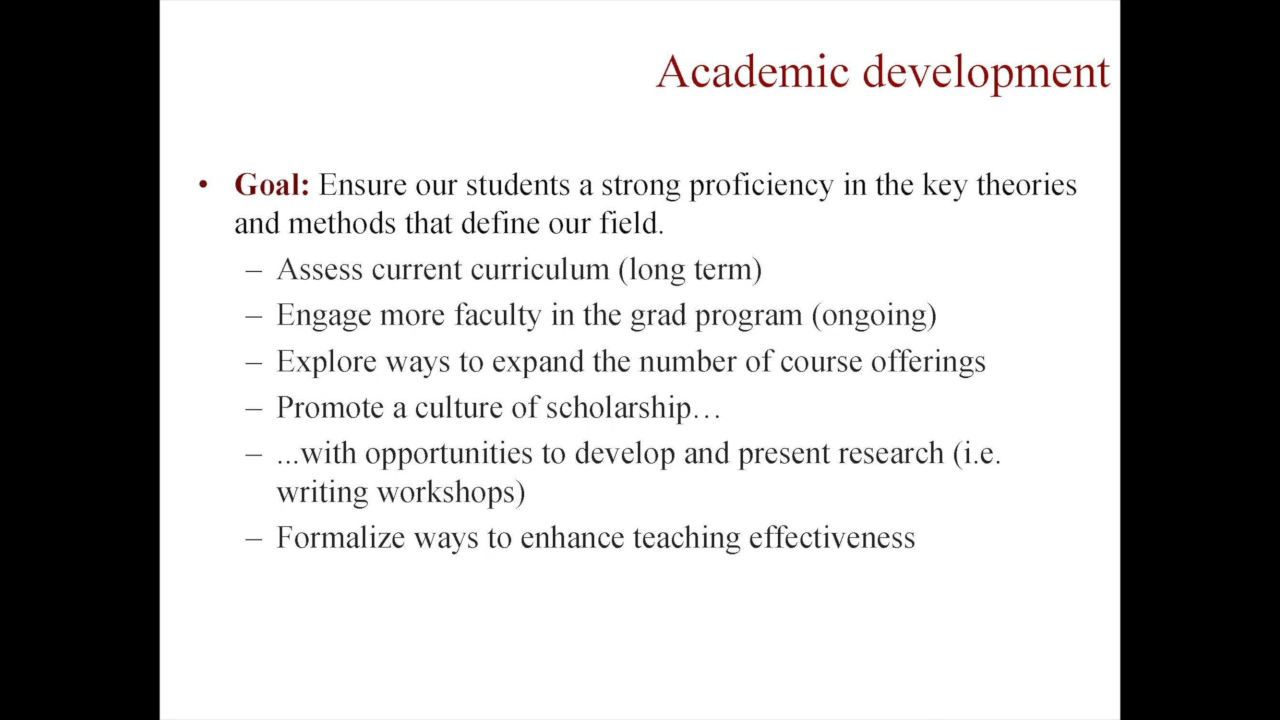 Academic development
• Goal: Ensure our students a strong proficiency in the key theories
and methods that define our field.
– Assess current curriculum (long term)
– Engage more faculty in the grad program (ongoing)
– Explore ways to expand the number of course offerings
– Promote a culture of scholarship…
– ...with opportunities to develop and present research (i.e.
writing workshops)
– Formalize ways to enhance teaching effectiveness